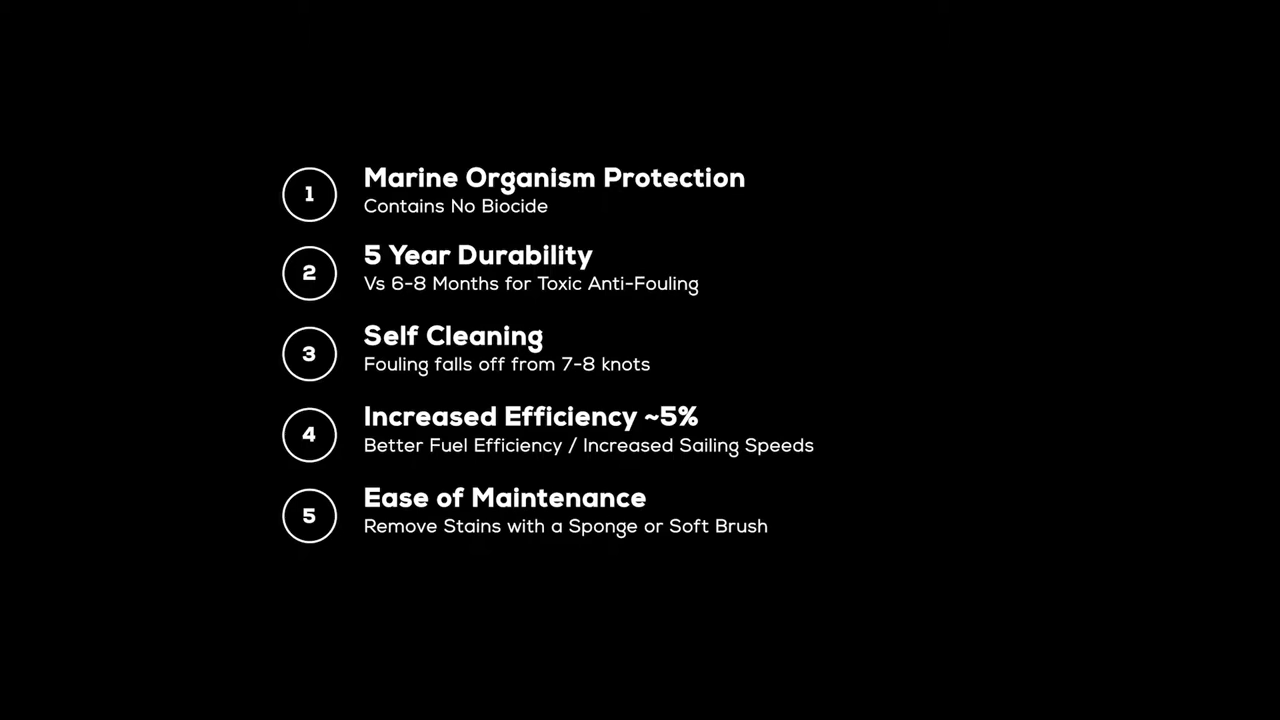 1
Marine Organism Protection
Contains No Biocide
2
5 Year Durability
Vs 6-8 Months for Toxic Anti-Fouling
3
Self Cleaning
Fouling falls off from 7-8 knots
4
Increased Efficiency ~5%
Better Fuel Efficiency / Increased Sailing Speeds
5
Ease of Maintenance
Remove Stains with a Sponge or Soft Brush